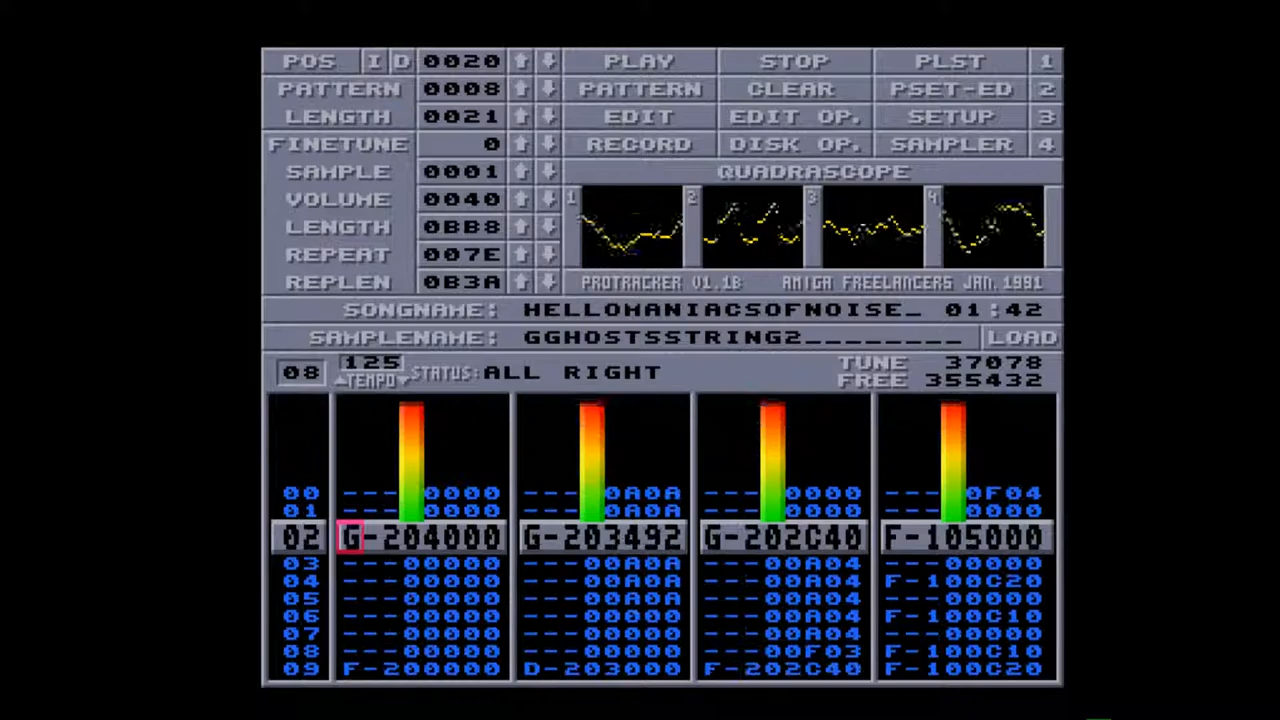 POS I D 0020 PLAY STOP PLST 1
PATTERN 0008 PATTERN CLEAR PSET-ED 2
LENGTH 0021 EDIT EDIT OP. SETUP 3
FINETUNE 0 RECORD DISK OP. SAMPLER 4
SAMPLE 0001 QUADRASCOPE
VOLUME 0040 1 2 3 4
LENGTH 0BB8
REPEAT 007E
REPLEN 0B3A PROTRACKER V1.1B AMIGA FREELANCERS JAN.1991
SONGNAME: HELLOMANIACSOFNOISE_ 01:42
SAMPLENAME: GGHOSTSSTRING2________ LOAD
08 125 TEMPO STATUS:ALL RIGHT TUNE 37078
FREE 355432
00 --- 0000 --- 0A0A --- 0000 --- 0F04
01 --- 0000 --- 0A0A --- 0000 --- 0000
02 G-204000 G-203492 G-202C40 F-105000
03 ---00000 ---00A0A ---00A04 ---00000
04 ---00000 ---00A0A ---00A04 F-100C20
05 ---00000 ---00A0A ---00A04 ---00000
06 ---00000 ---00000 ---00A04 F-100C10
07 ---00000 ---00000 ---00A04 ---00000
08 ---00000 ---00000 ---00F03 F-100C10
09 F-200000 D-203000 F-202C40 F-100C20